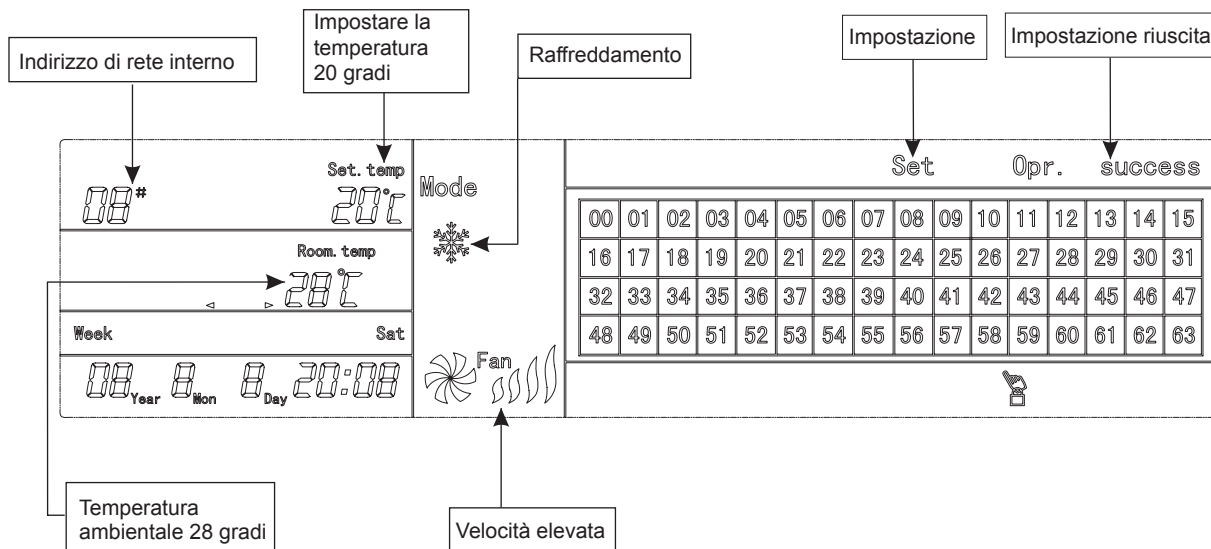 Indirizzo di rete interno
Impostare la
temperatura
20 gradi
Raffreddamento
Impostazione
Impostazione riuscita
Set. temp
08#
20°C
Mode
Room. temp
28°C
Week
Sat
08 Year 8 Mon 8 Day 20:08
Fan
Set Opr. success
00 01 02 03 04 05 06 07 08 09 10 11 12 13 14 15
16 17 18 19 20 21 22 23 24 25 26 27 28 29 30 31
32 33 34 35 36 37 38 39 40 41 42 43 44 45 46 47
48 49 50 51 52 53 54 55 56 57 58 59 60 61 62 63
Temperatura
ambientale 28 gradi
Velocità elevata